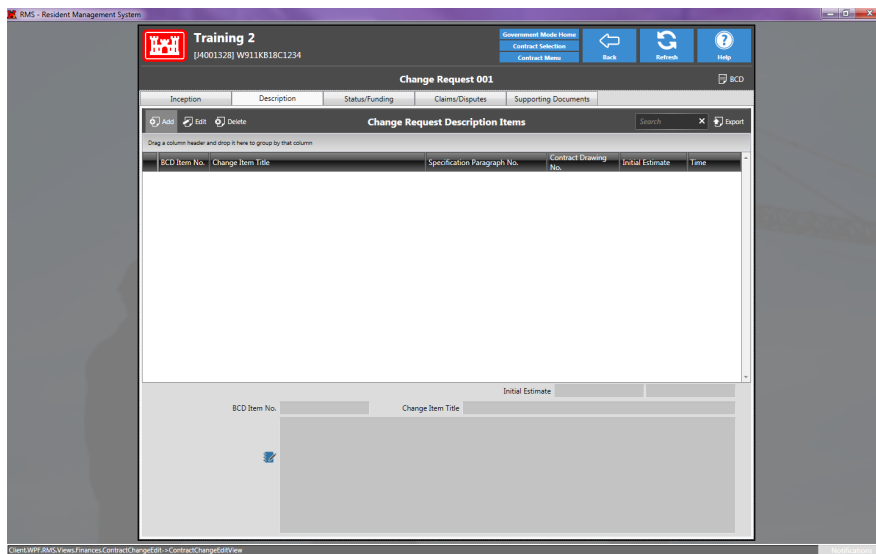 RMS - Resident Management System
Training 2
[J4001328] W911KB18C1234
Government Mode Home
Contract Selection
Contract Menu
Back
Refresh
Help
Change Request 001
BCD
Inception
Description
Status/Funding
Claims/Disputes
Supporting Documents
Add
Edit
Delete
Change Request Description Items
Search
Export
Drag a column header and drop it here to group by that column
BCD Item No.
Change Item Title
Specification Paragraph No.
Contract Drawing
No.
Initial Estimate
Time
Initial Estimate
BCD Item No.
Change Item Title
Client.WPF.RMS.Views.Finances.ContractChangeEdit->ContractChangeEditView
Notifications